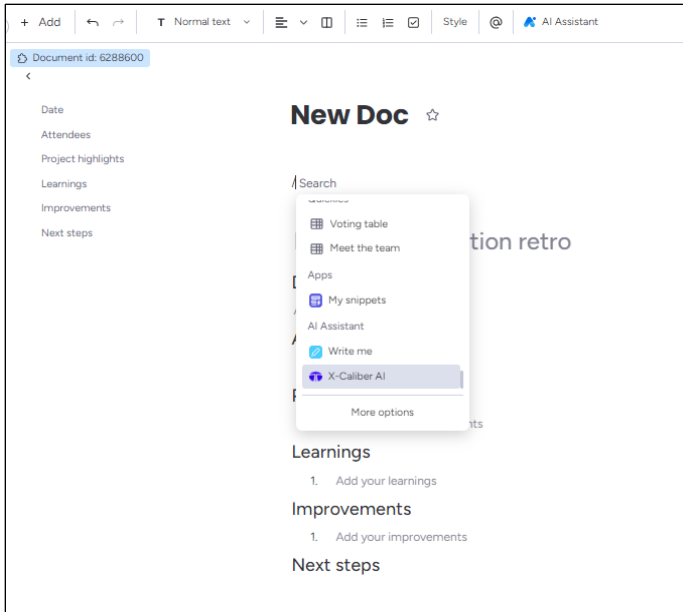 + Add T Normal text Style @ AI Assistant
Document id: 6288600
Date
Attendees
Project highlights
Learnings
Improvements
Next steps
New Doc
/ Search
Quickies
Voting table
Meet the team
tion retro
Apps
My snippets
AI Assistant
Write me
X-Caliber AI
More options
nts
Learnings
1. Add your learnings
Improvements
1. Add your improvements
Next steps